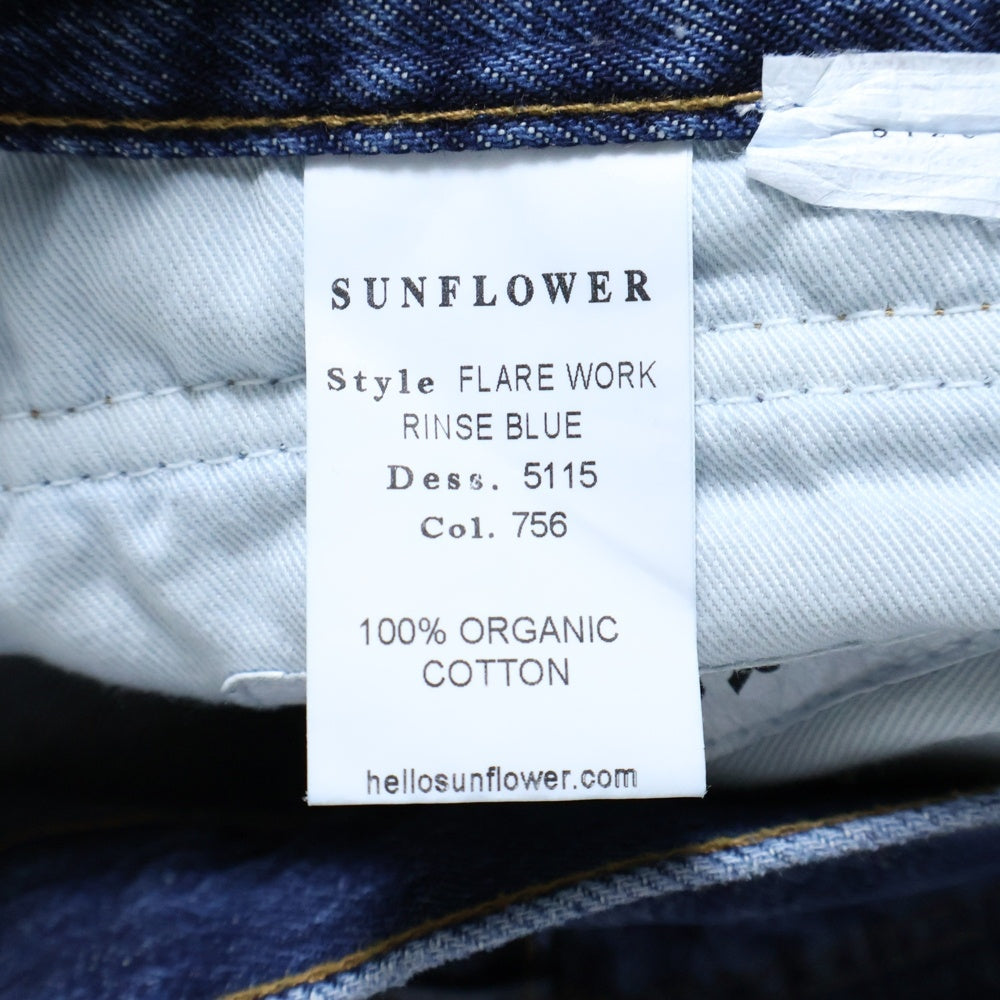 SUNFLOWER
Style FLARE WORK
RINSE BLUE
Dess. 5115
Col. 756
100% ORGANIC
COTTON
hellosunflower.com